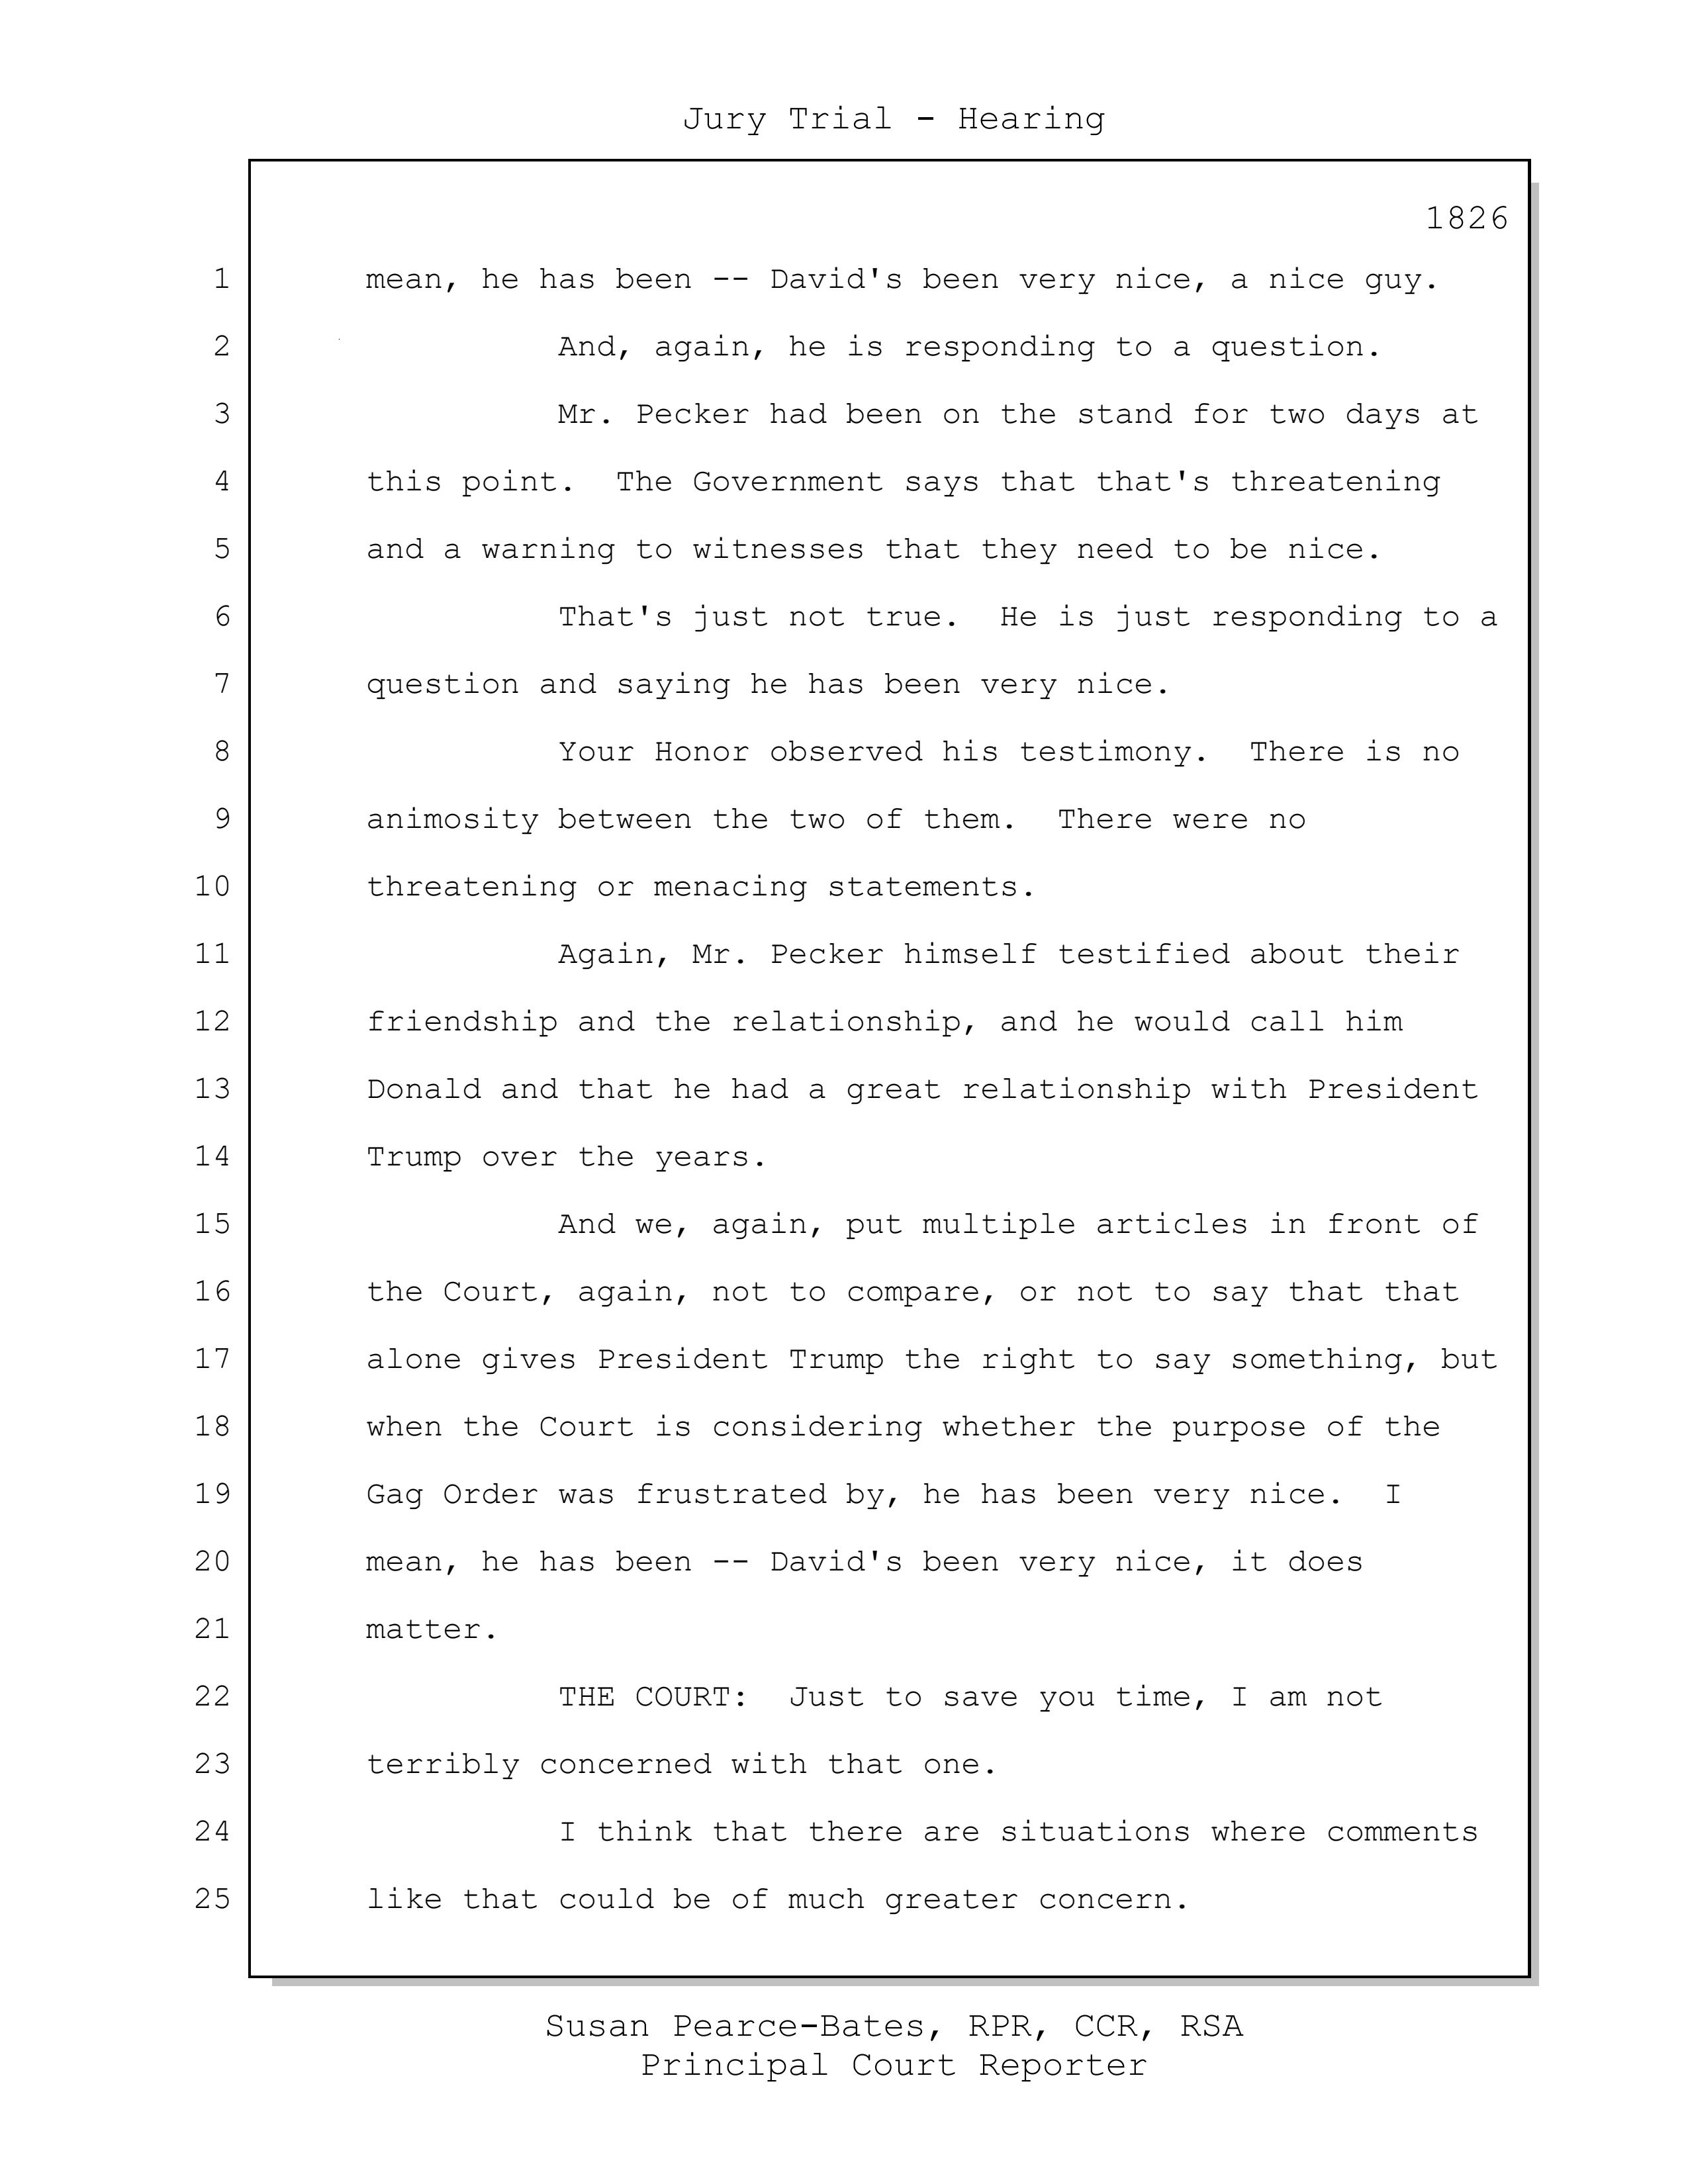 Jury Trial - Hearing
1826
1 mean, he has been -- David's been very nice, a nice guy.
2 And, again, he is responding to a question.
3 Mr. Pecker had been on the stand for two days at
4 this point.  The Government says that that's threatening
5 and a warning to witnesses that they need to be nice.
6 That's just not true.  He is just responding to a
7 question and saying he has been very nice.
8 Your Honor observed his testimony.  There is no
9 animosity between the two of them.  There were no
10 threatening or menacing statements.
11 Again, Mr. Pecker himself testified about their
12 friendship and the relationship, and he would call him
13 Donald and that he had a great relationship with President
14 Trump over the years.
15 And we, again, put multiple articles in front of
16 the Court, again, not to compare, or not to say that that
17 alone gives President Trump the right to say something, but
18 when the Court is considering whether the purpose of the
19 Gag Order was frustrated by, he has been very nice.  I
20 mean, he has been -- David's been very nice, it does
21 matter.
22 THE COURT:  Just to save you time, I am not
23 terribly concerned with that one.
24 I think that there are situations where comments
25 like that could be of much greater concern.
Susan Pearce-Bates, RPR, CCR, RSA
Principal Court Reporter